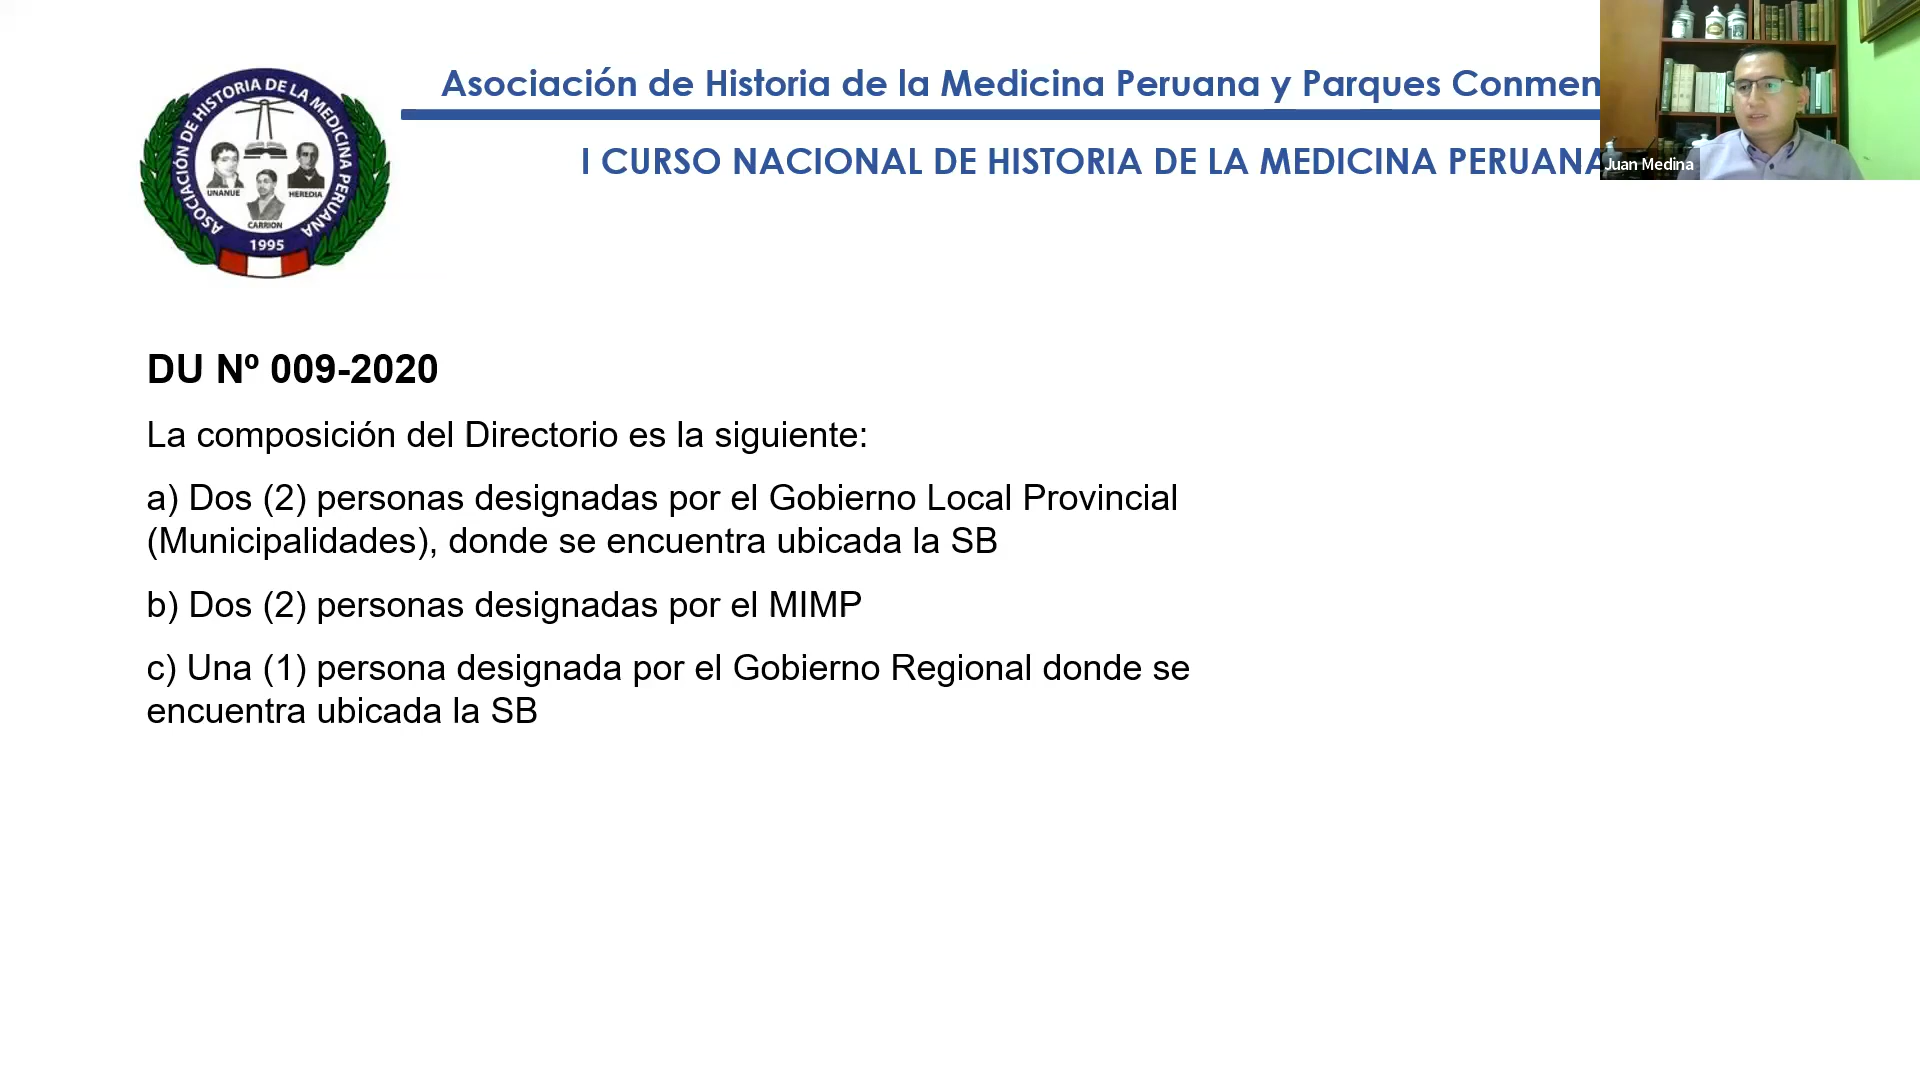 ASOCIACIÓN DE HISTORIA DE LA MEDICINA PERUANA
UNANUE
HEREDIA
CARRION
1995
Asociación de Historia de la Medicina Peruana y Parques Conmen
I CURSO NACIONAL DE HISTORIA DE LA MEDICINA PERUANA
Juan Medina
DU Nº 009-2020
La composición del Directorio es la siguiente:
a) Dos (2) personas designadas por el Gobierno Local Provincial
(Municipalidades), donde se encuentra ubicada la SB
b) Dos (2) personas designadas por el MIMP
c) Una (1) persona designada por el Gobierno Regional donde se
encuentra ubicada la SB